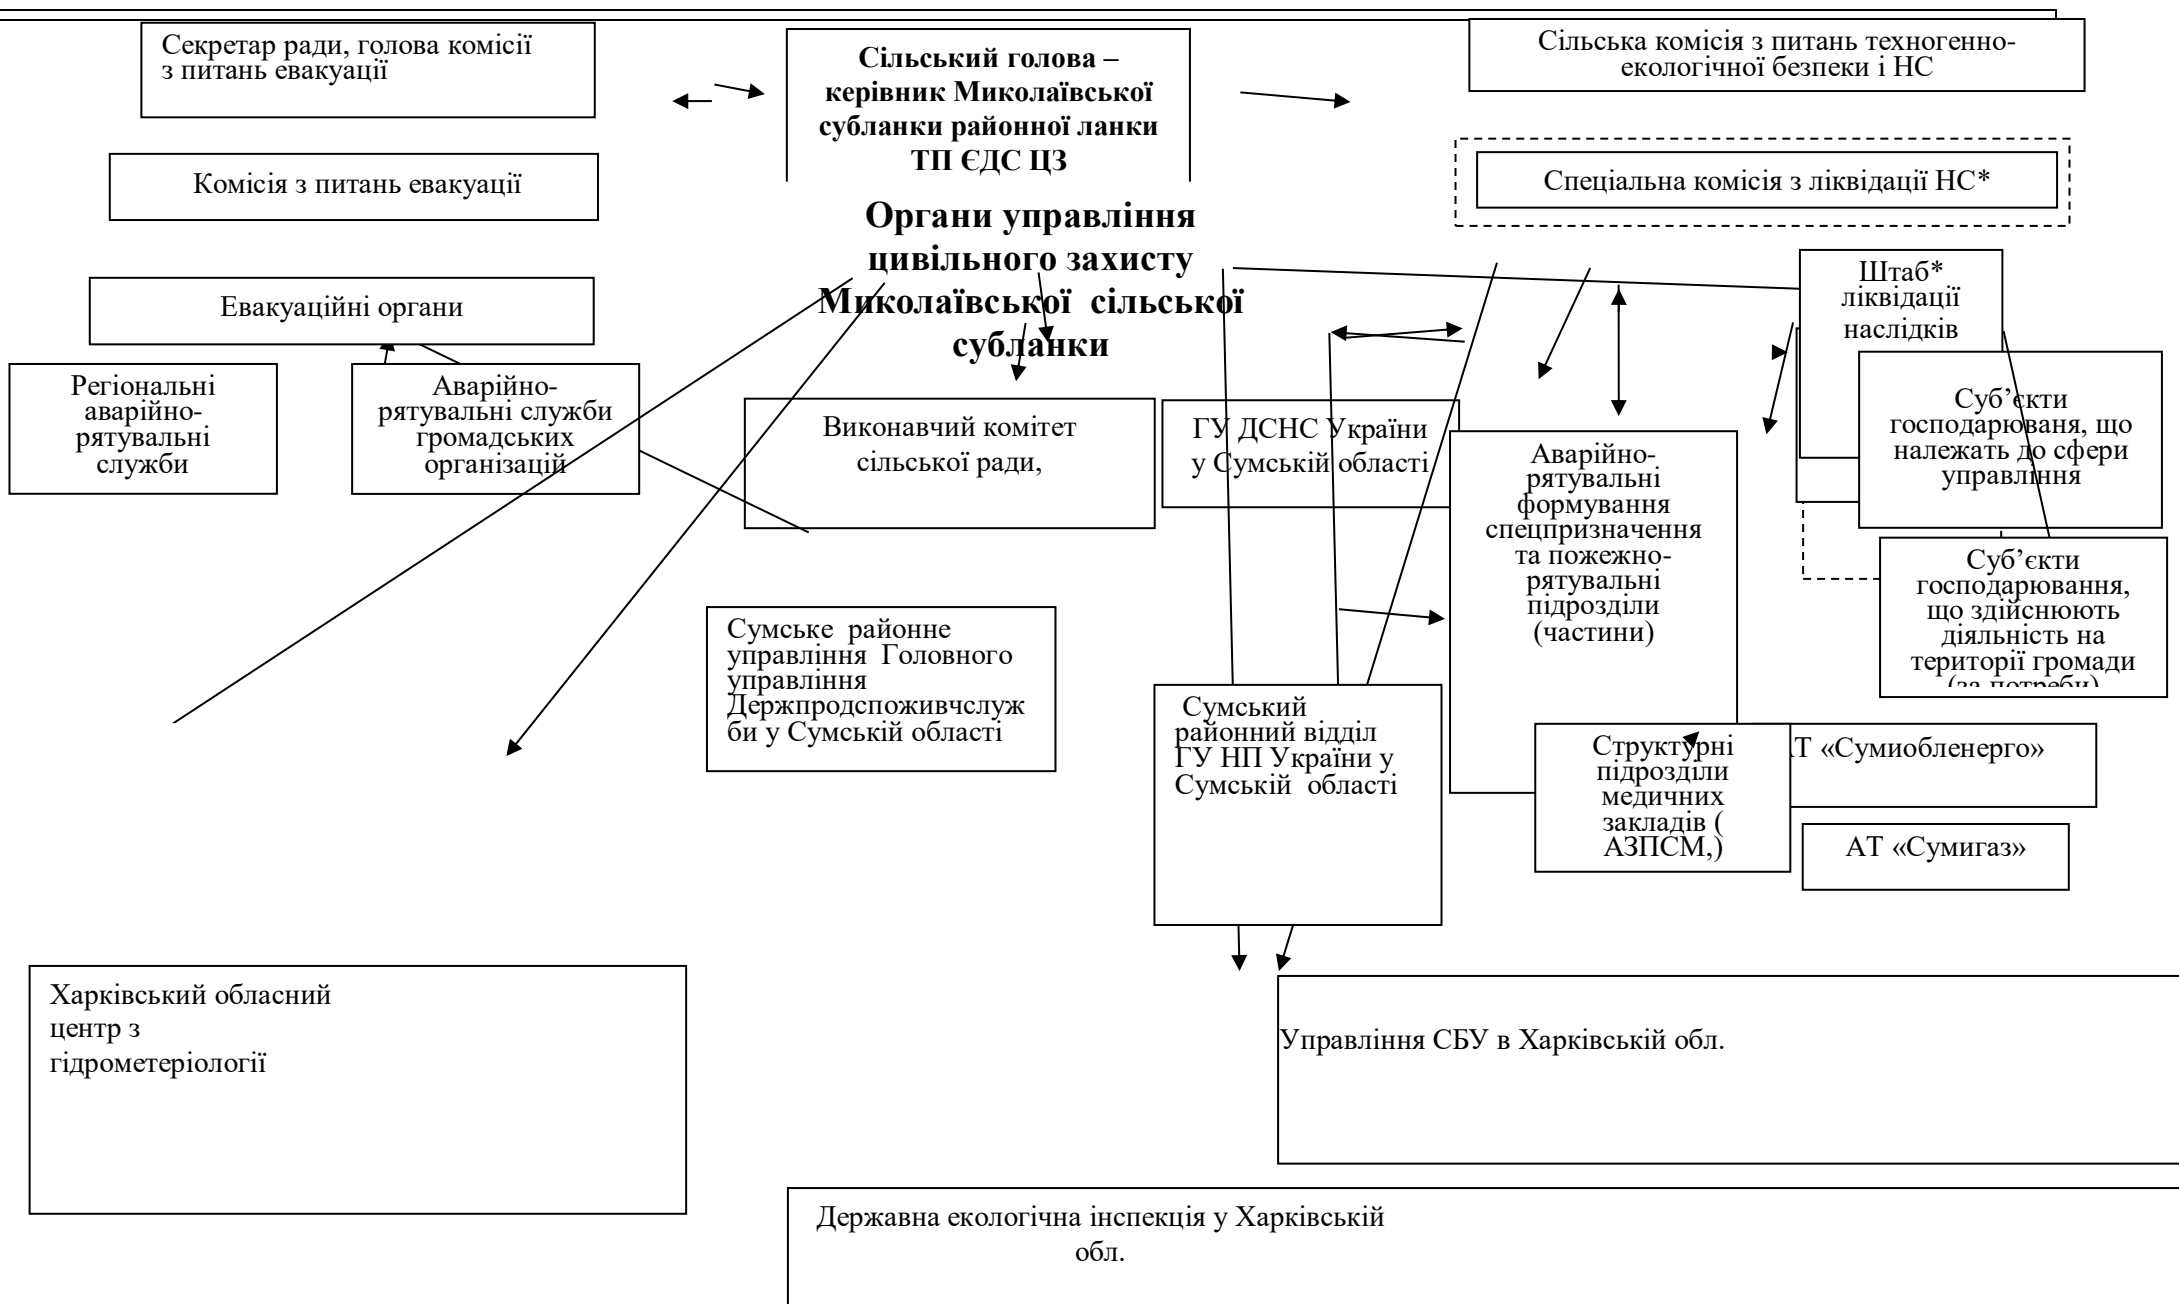 Секретар ради, голова комісії
з питань евакуації
Сільський голова –
керівник Миколаївської
субланки районної ланки
ТП ЄДС ЦЗ
Сільська комісія з питань техногенно-
екологічної безпеки і НС
Комісія з питань евакуації
Спеціальна комісія з ліквідації НС*
Органи управління
цивільного захисту
Миколаївської сільської
субланки
Евакуаційні органи
Штаб*
ліквідації
наслідків
Регіональні
аварійно-
рятувальні
служби
Аварійно-
рятувальні служби
громадських
організацій
Виконавчий комітет
сільської ради,
ГУ ДСНС України
у Сумській області
Аварійно-
рятувальні
формування
спецпризначення
та пожежно-
рятувальні
підрозділи
(частини)
Суб’єкти
господарюваня, що
належать до сфери
управління
Суб’єкти
господарювання,
що здійснюють
діяльність на
території громади
(за потреби)
Сумське районне
управління Головного
управління
Держпродспоживчслуж
би у Сумській області
Сумський
районний відділ
ГУ НП України у
Сумській області
Структурні
підрозділи
медичних
закладів (
АЗПСМ,)
АТ «Сумиобленерго»
АТ «Сумигаз»
Харківський обласний
центр з
гідрометеріології
Управління СБУ в Харківській обл.
Державна екологічна інспекція у Харківській
обл.